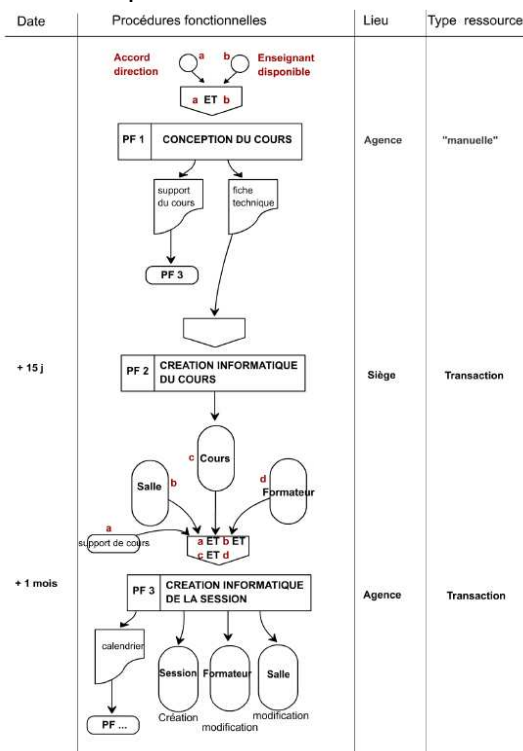 Date
Procédures fonctionnelles
Lieu
Type ressource
Accord
direction
a
b
Enseignant
disponible
a ET b
PF 1
CONCEPTION DU COURS
Agence
"manuelle"
support
du cours
fiche
technique
PF 3
+ 15 j
PF 2
CREATION INFORMATIQUE
DU COURS
Siège
Transaction
c
Cours
Salle
b
d
Formateur
a
support de cours
a ET b ET
c ET d
+ 1 mois
PF 3
CREATION INFORMATIQUE
DE LA SESSION
Agence
Transaction
calendrier
Session
Formateur
Salle
Création
modification
modification
PF ...